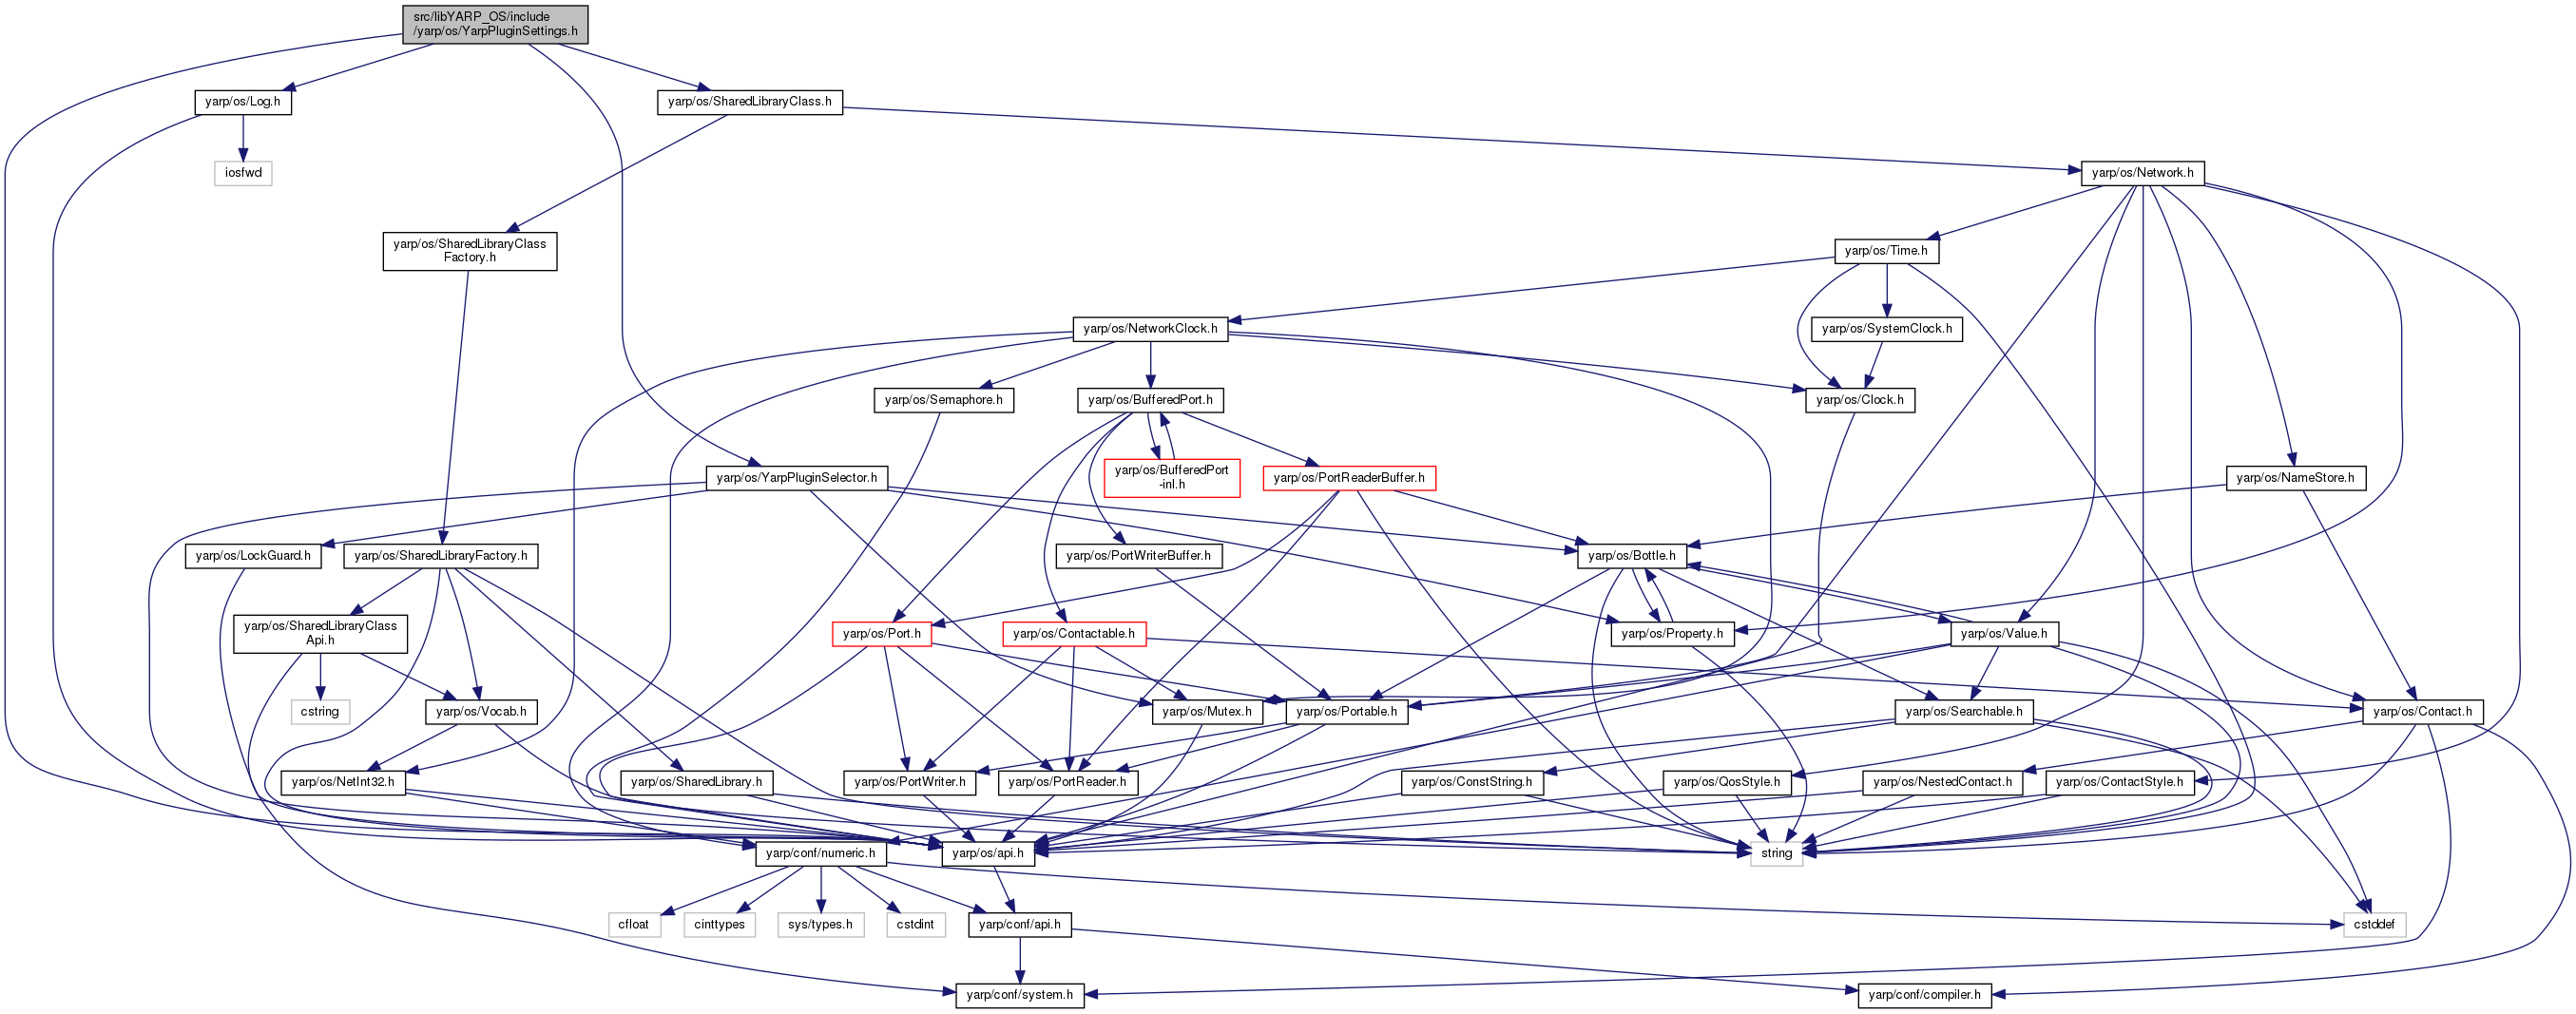 src/libYARP_OS/include
/yarp/os/YarpPluginSettings.h
yarp/os/Log.h
yarp/os/SharedLibraryClass.h
iosfwd
yarp/os/Network.h
yarp/os/SharedLibraryClass
Factory.h
yarp/os/Time.h
yarp/os/NetworkClock.h
yarp/os/SystemClock.h
yarp/os/Semaphore.h
yarp/os/BufferedPort.h
yarp/os/Clock.h
yarp/os/YarpPluginSelector.h
yarp/os/BufferedPort
-inl.h
yarp/os/PortReaderBuffer.h
yarp/os/NameStore.h
yarp/os/LockGuard.h
yarp/os/SharedLibraryFactory.h
yarp/os/PortWriterBuffer.h
yarp/os/Bottle.h
yarp/os/SharedLibraryClass
Api.h
yarp/os/Port.h
yarp/os/Contactable.h
yarp/os/Property.h
yarp/os/Value.h
cstring
yarp/os/Vocab.h
yarp/os/Mutex.h
yarp/os/Portable.h
yarp/os/Searchable.h
yarp/os/Contact.h
yarp/os/NetInt32.h
yarp/os/SharedLibrary.h
yarp/os/PortWriter.h
yarp/os/PortReader.h
yarp/os/ConstString.h
yarp/os/QosStyle.h
yarp/os/NestedContact.h
yarp/os/ContactStyle.h
yarp/conf/numeric.h
yarp/os/api.h
string
cfloat
cinttypes
sys/types.h
cstdint
yarp/conf/api.h
cstddef
yarp/conf/system.h
yarp/conf/compiler.h